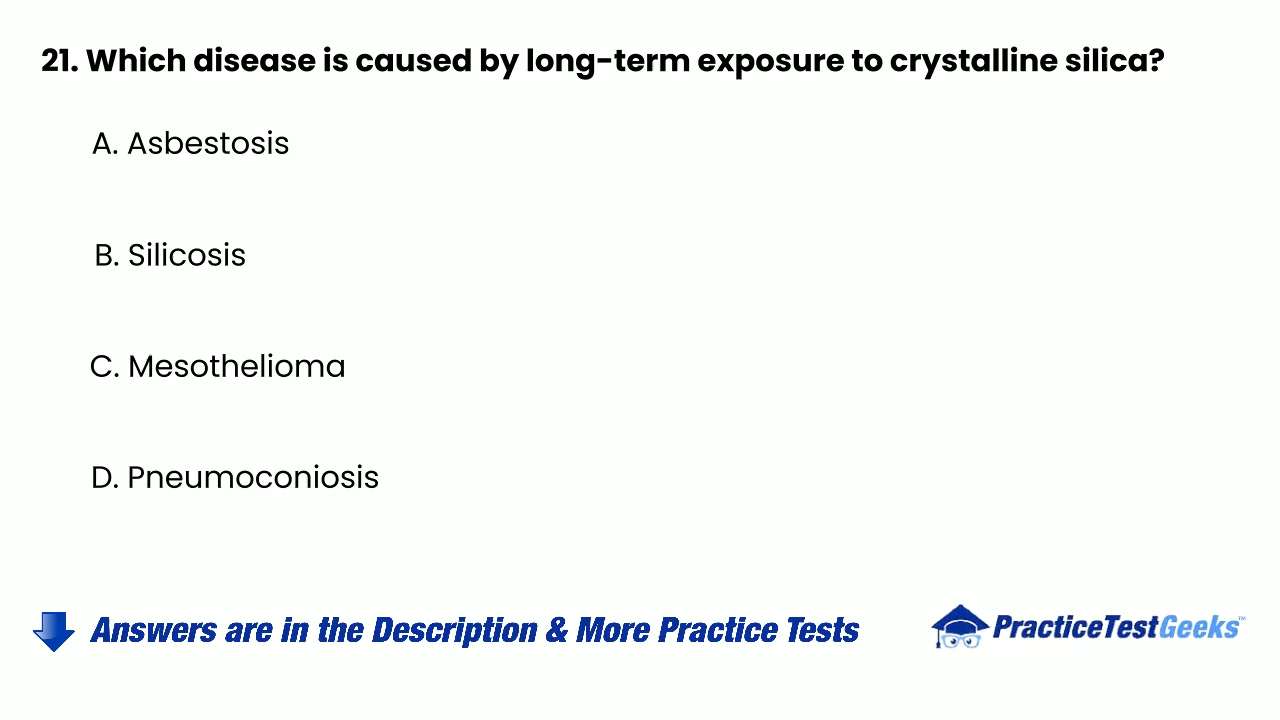 21. Which disease is caused by long-term exposure to crystalline silica?
A. Asbestosis
B. Silicosis
C. Mesothelioma
D. Pneumoconiosis
Answers are in the Description & More Practice Tests
PracticeTestGeeks™